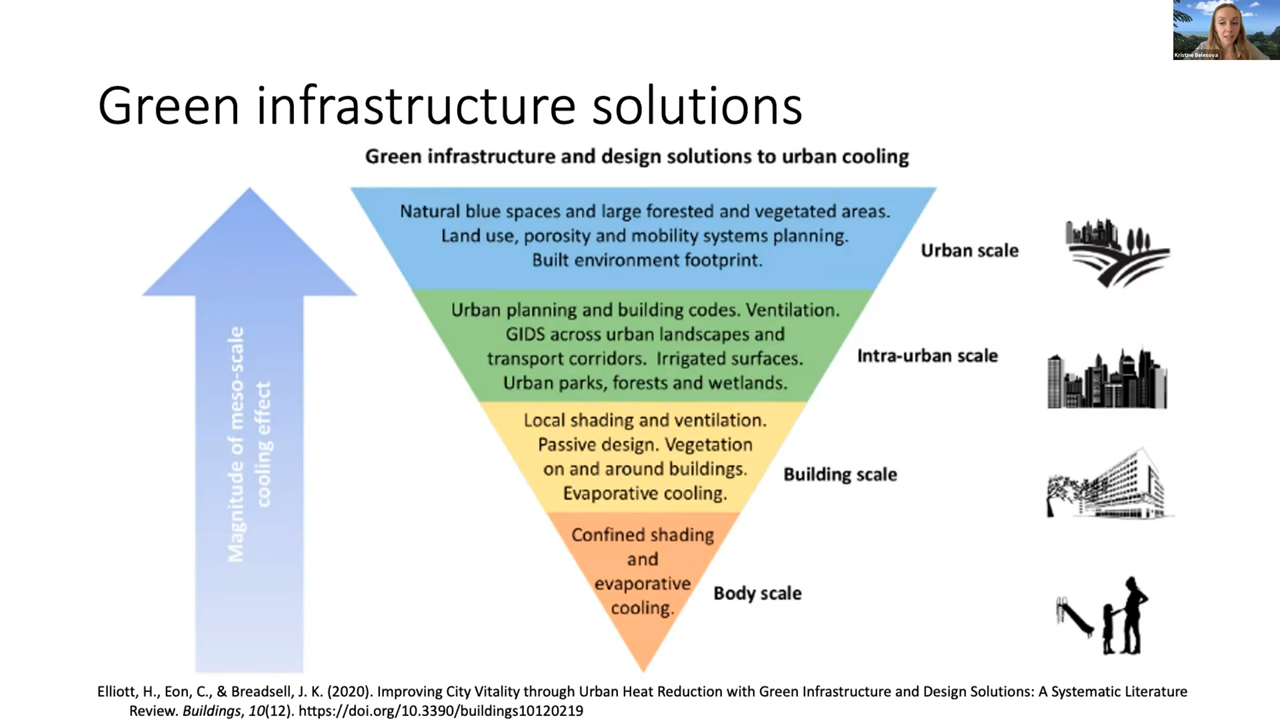 Kristine Belesova
Green infrastructure solutions
Green infrastructure and design solutions to urban cooling
Magnitude of meso-scale
cooling effect
Natural blue spaces and large forested and vegetated areas.
Land use, porosity and mobility systems planning.
Built environment footprint.
Urban scale
Urban planning and building codes. Ventilation.
GIDS across urban landscapes and
transport corridors. Irrigated surfaces.
Urban parks, forests and wetlands.
Intra-urban scale
Local shading and ventilation.
Passive design. Vegetation
on and around buildings.
Evaporative cooling.
Building scale
Confined shading
and
evaporative
cooling.
Body scale
Elliott, H., Eon, C., & Breadsell, J. K. (2020). Improving City Vitality through Urban Heat Reduction with Green Infrastructure and Design Solutions: A Systematic Literature
Review. Buildings, 10(12). https://doi.org/10.3390/buildings10120219